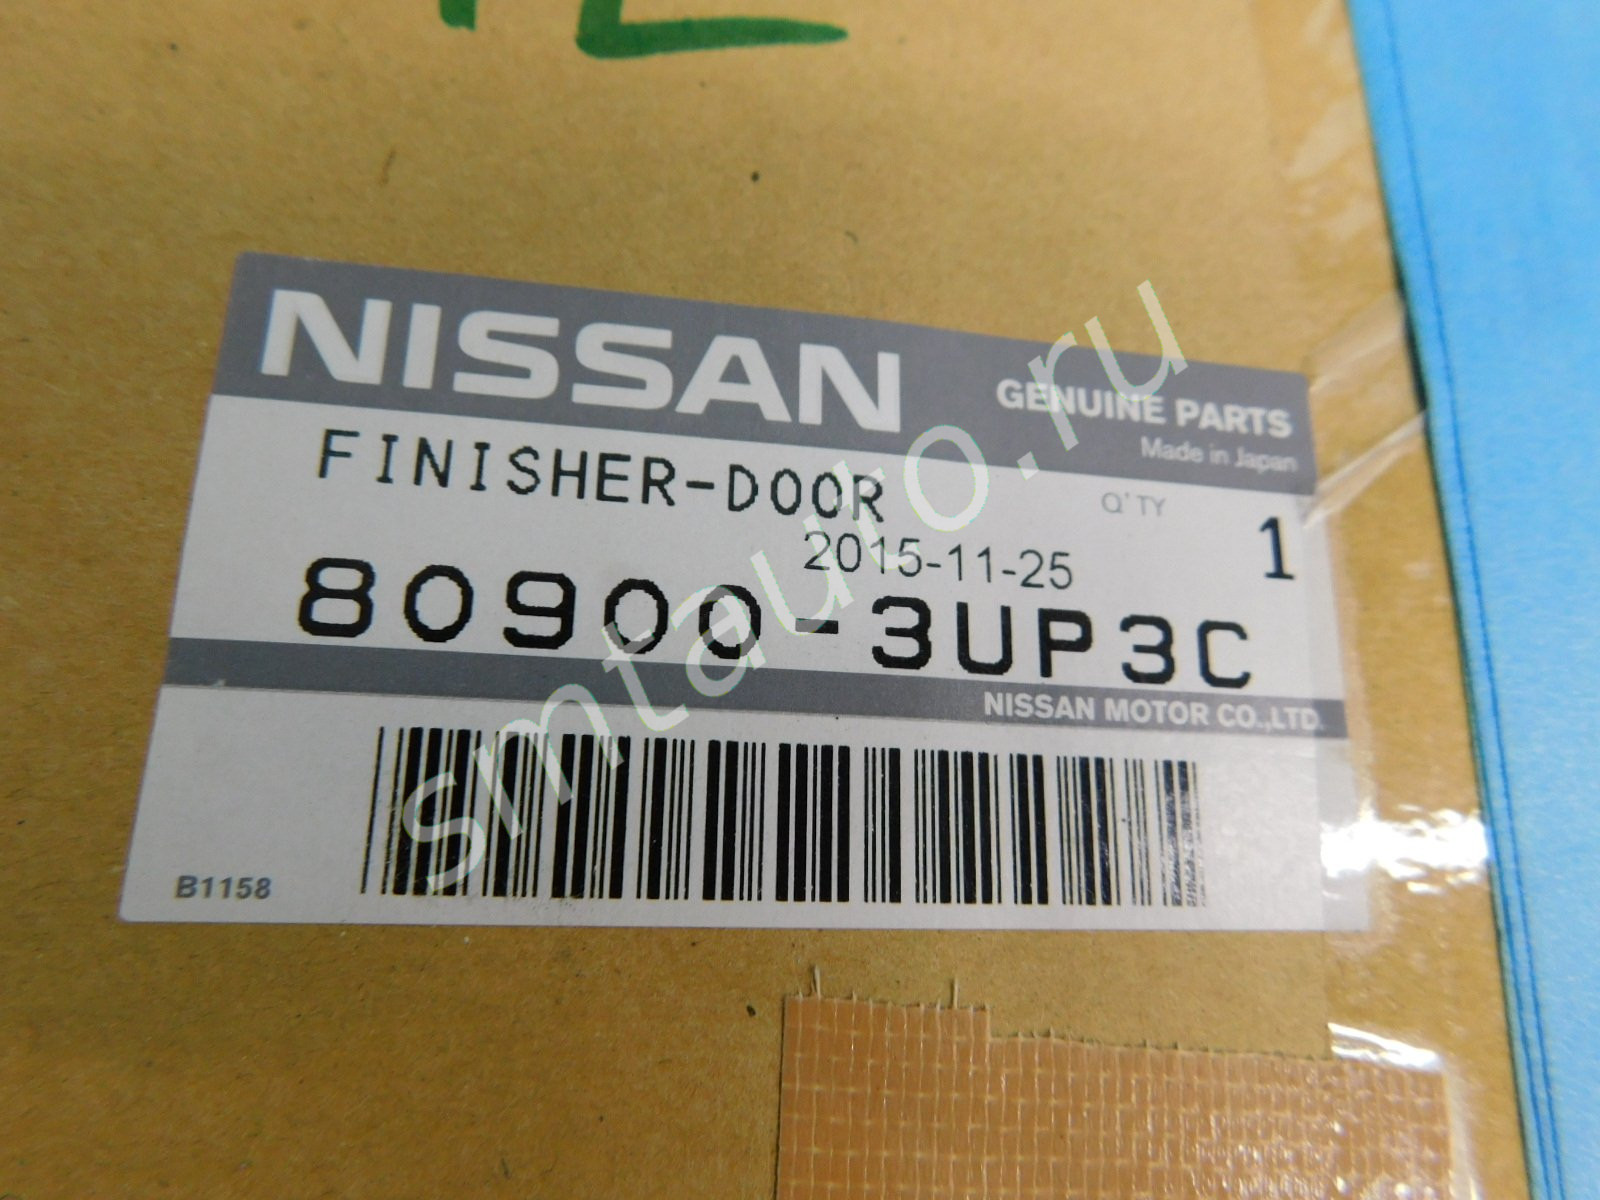 NISSAN
GENUINE PARTS
Made in Japan
FINISHER-DOOR
Q'TY
1
2015-11-25
80900-3UP3C
NISSAN MOTOR CO.,LTD.
B1158
smtauto.ru